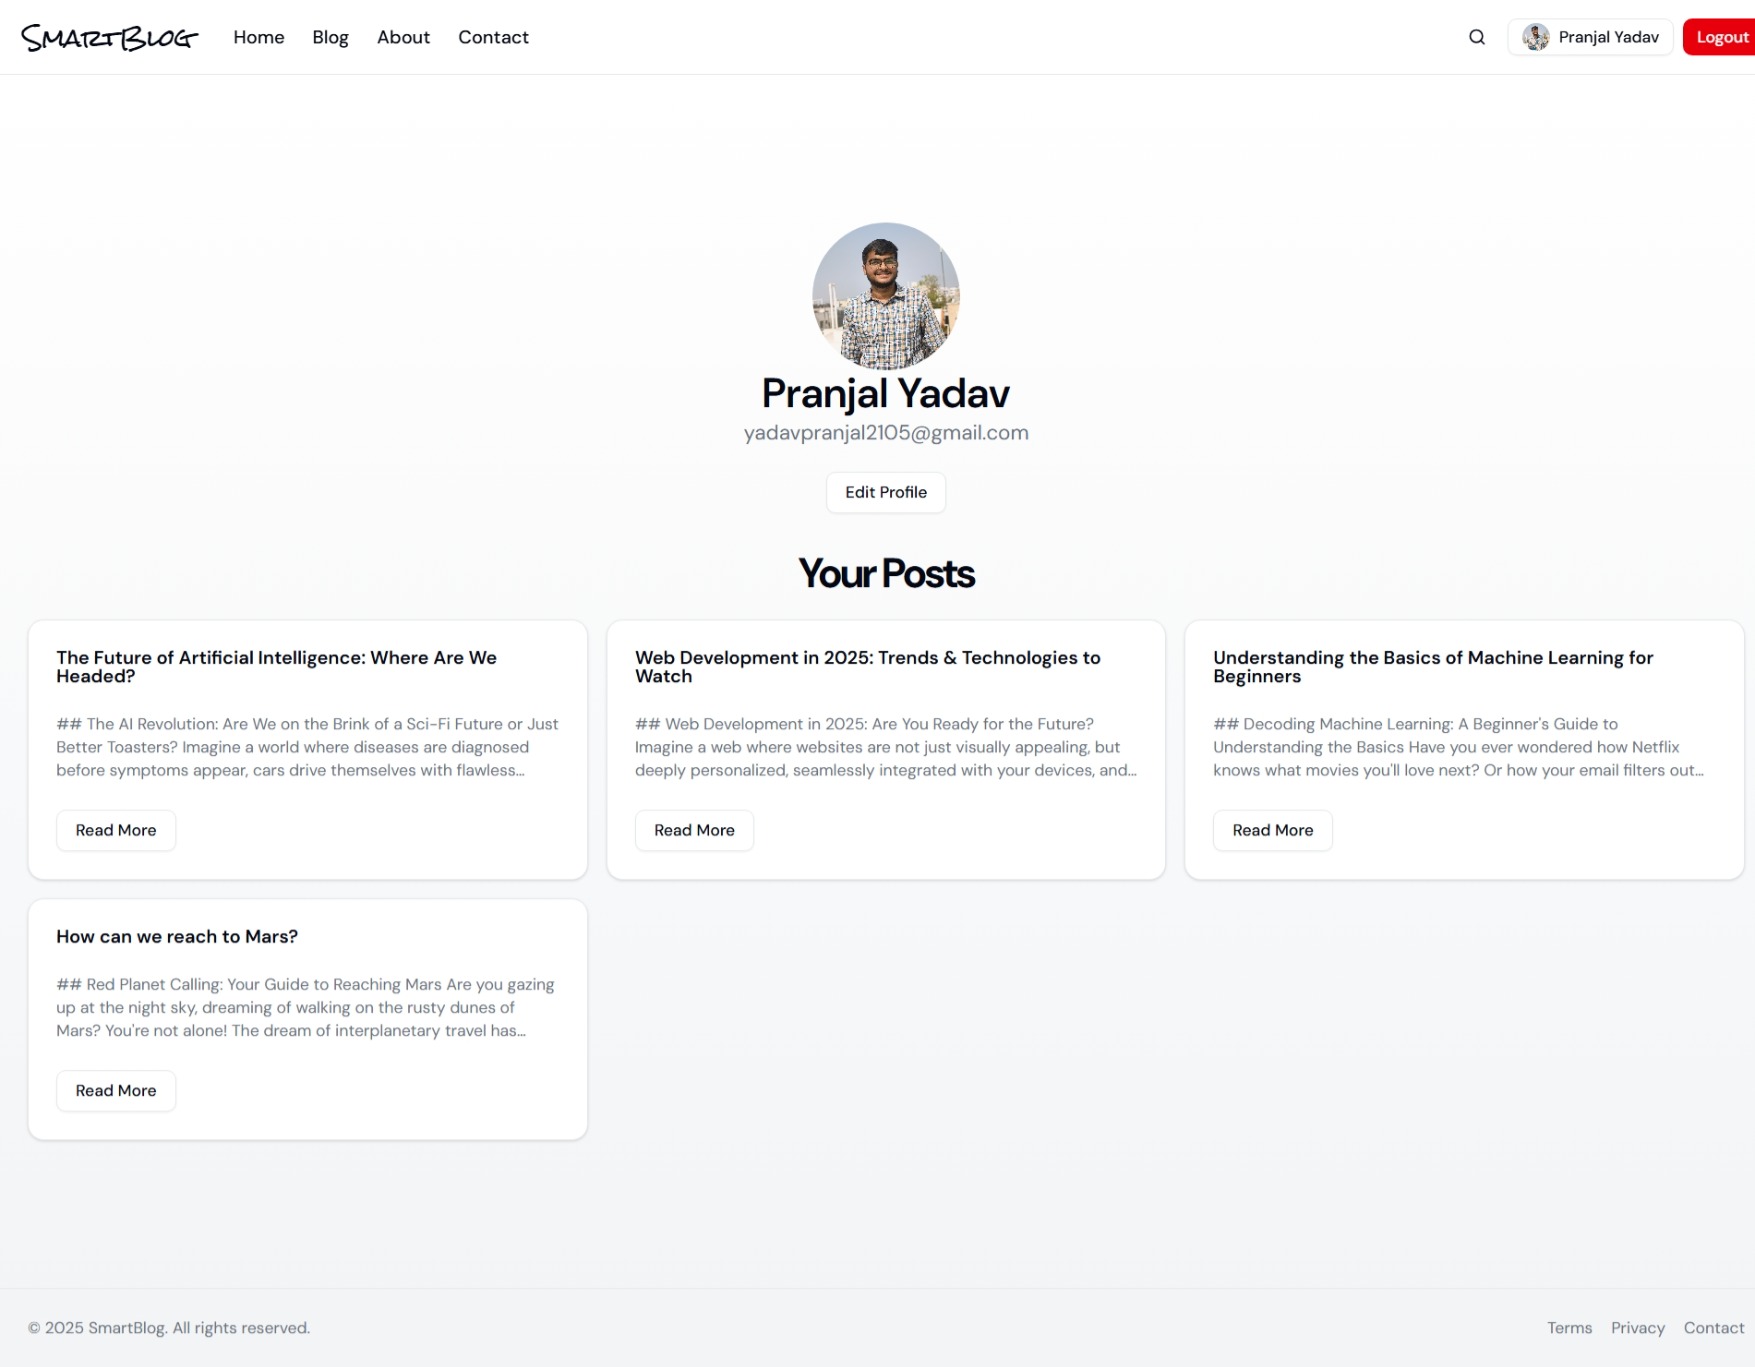 SMARTBLOG Home Blog About Contact Pranjal Yadav Logout
Pranjal Yadav
yadavpranjal2105@gmail.com
Edit Profile
Your Posts
The Future of Artificial Intelligence: Where Are We
Headed?
## The AI Revolution: Are We on the Brink of a Sci-Fi Future or Just
Better Toasters? Imagine a world where diseases are diagnosed
before symptoms appear, cars drive themselves with flawless...
Read More
Web Development in 2025: Trends & Technologies to
Watch
## Web Development in 2025: Are You Ready for the Future?
Imagine a web where websites are not just visually appealing, but
deeply personalized, seamlessly integrated with your devices, and...
Read More
Understanding the Basics of Machine Learning for
Beginners
## Decoding Machine Learning: A Beginner's Guide to
Understanding the Basics Have you ever wondered how Netflix
knows what movies you'll love next? Or how your email filters out...
Read More
How can we reach to Mars?
## Red Planet Calling: Your Guide to Reaching Mars Are you gazing
up at the night sky, dreaming of walking on the rusty dunes of
Mars? You're not alone! The dream of interplanetary travel has...
Read More
© 2025 SmartBlog. All rights reserved.
Terms Privacy Contact